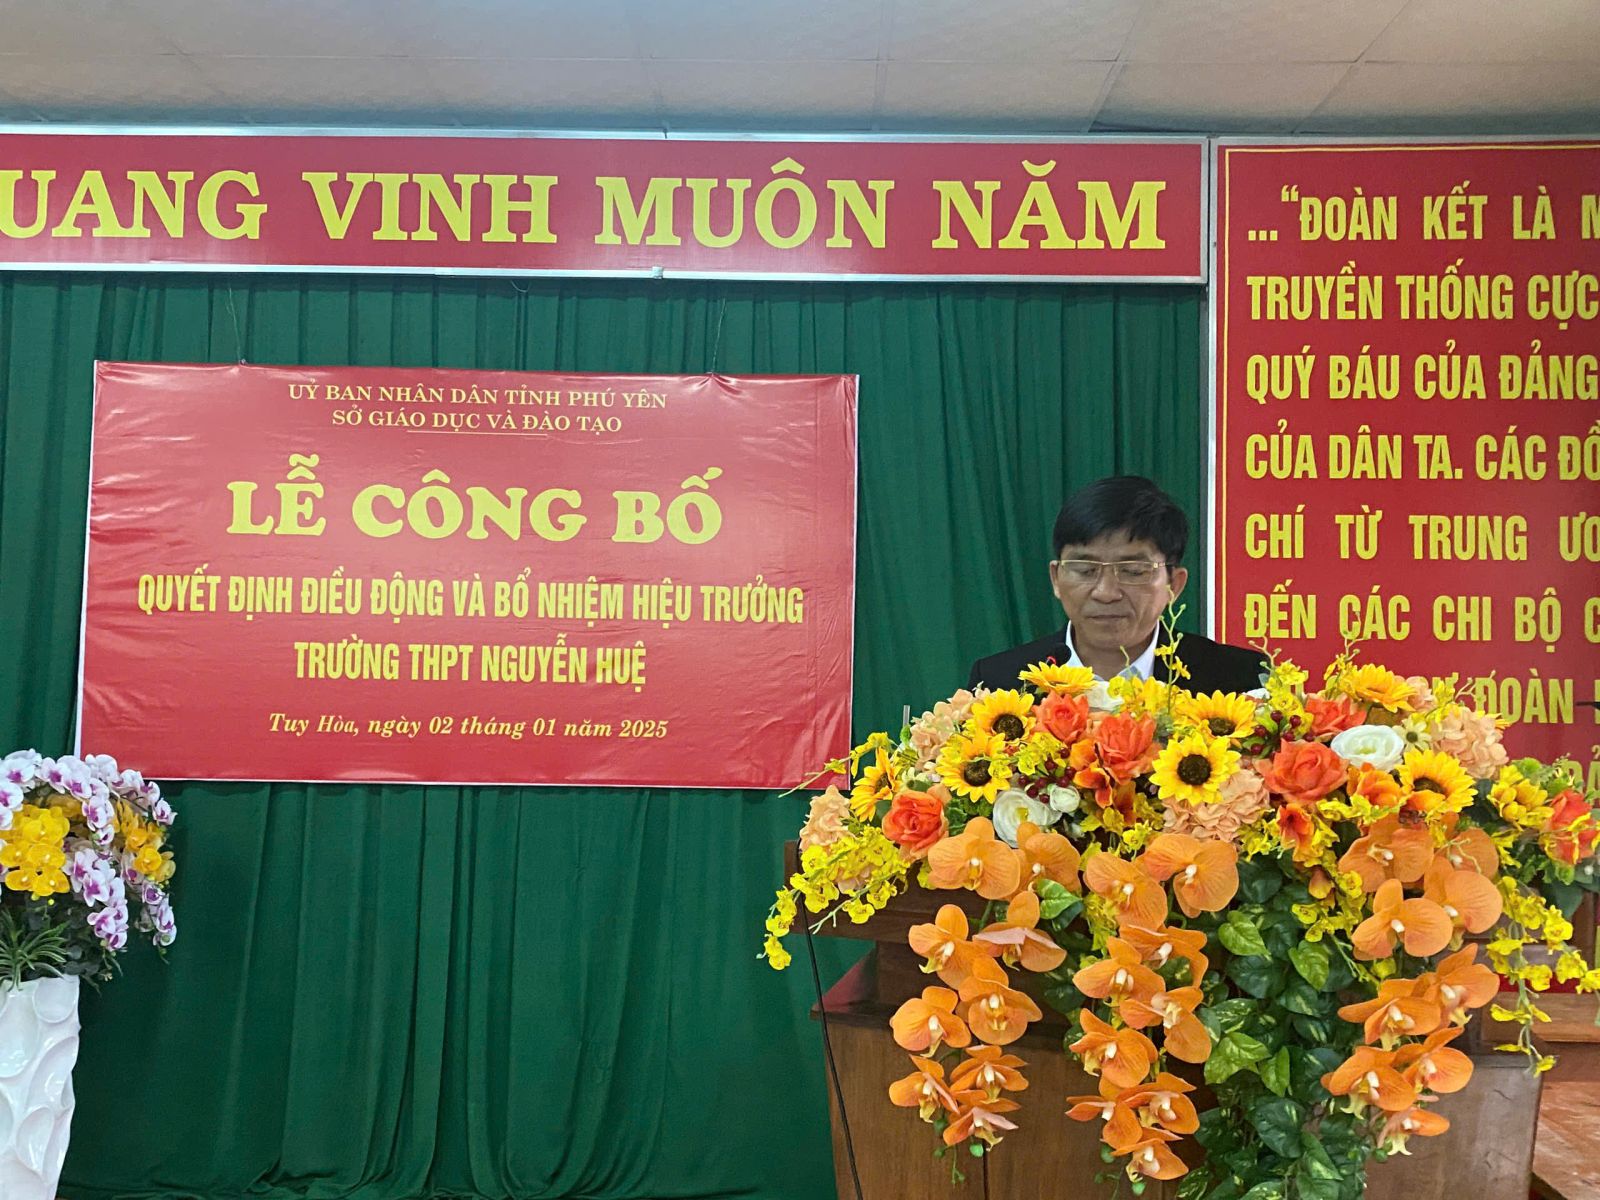 UANG VINH MUÔN NĂM
UỶ BAN NHÂN DÂN TỈNH PHÚ YÊN
SỞ GIÁO DỤC VÀ ĐÀO TẠO
LỄ CÔNG BỐ
QUYẾT ĐỊNH ĐIỀU ĐỘNG VÀ BỔ NHIỆM HIỆU TRƯỞNG
TRƯỜNG THPT NGUYỄN HUỆ
Tuy Hòa, ngày 02 tháng 01 năm 2025
..."ĐOÀN KẾT LÀ M
TRUYỀN THỐNG CỰC
QUÝ BÁU CỦA ĐẢNG
CỦA DÂN TA. CÁC ĐỒ
CHÍ TỪ TRUNG ƯƠ
ĐẾN CÁC CHI BỘ C
ĐOÀN